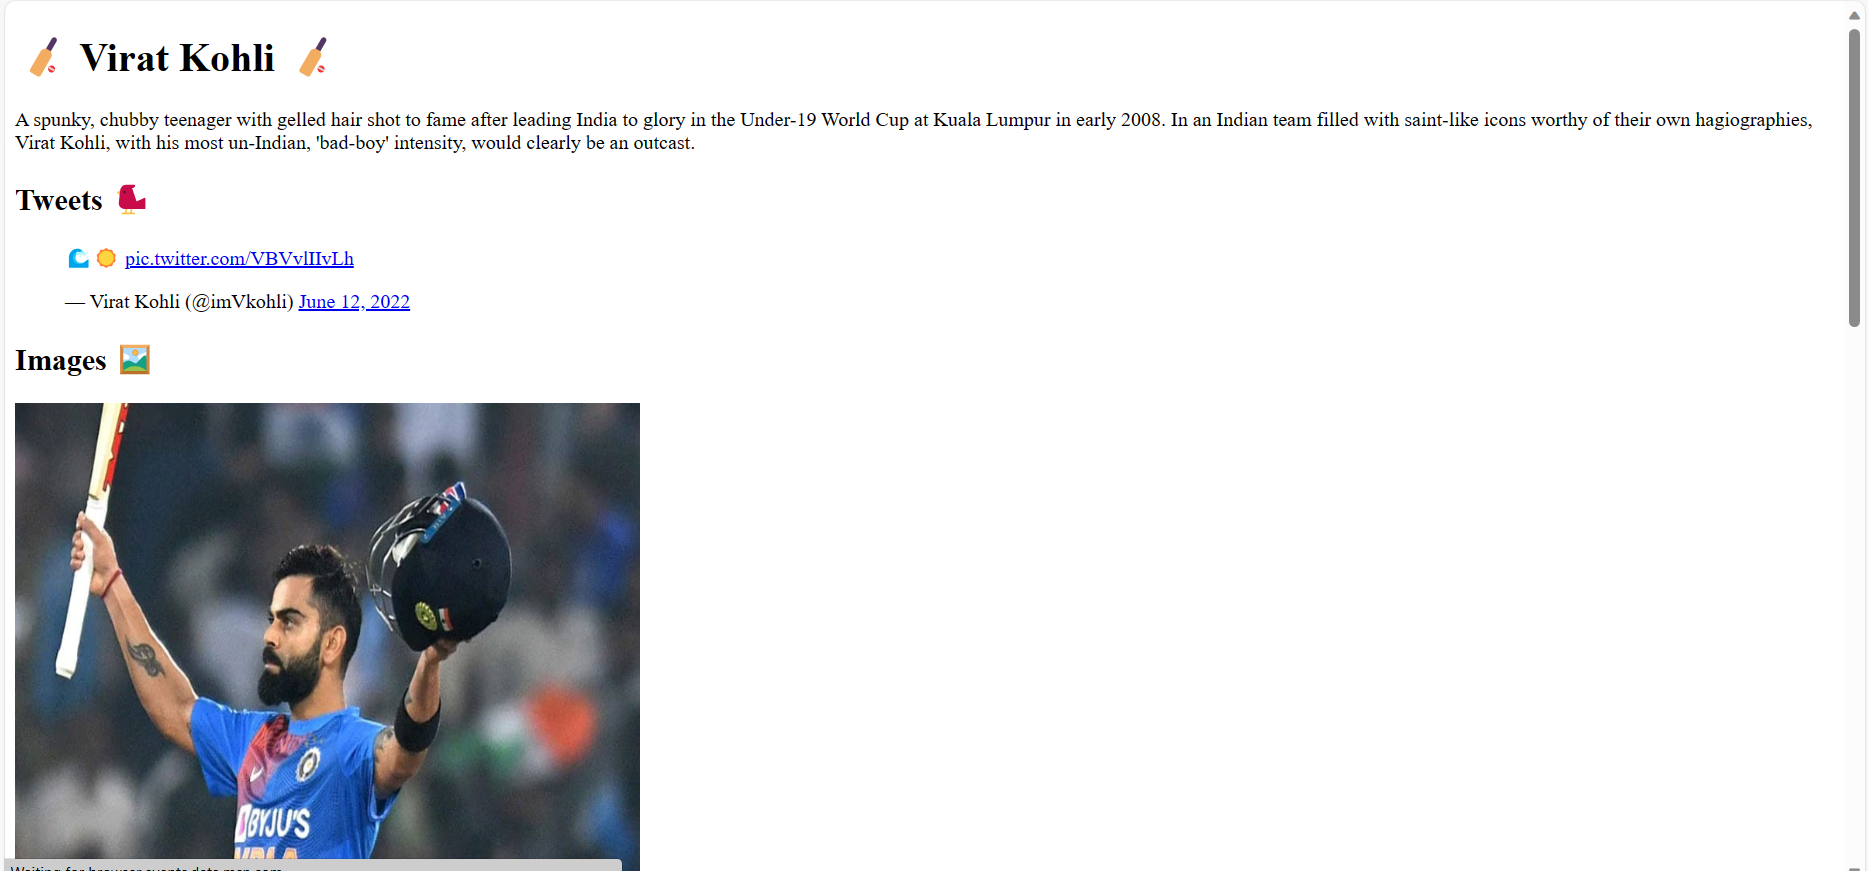 Virat Kohli
A spunky, chubby teenager with gelled hair shot to fame after leading India to glory in the Under-19 World Cup at Kuala Lumpur in early 2008. In an Indian team filled with saint-like icons worthy of their own hagiographies,
Virat Kohli, with his most un-Indian, 'bad-boy' intensity, would clearly be an outcast.
Tweets
pic.twitter.com/VBVvlIIvLh
— Virat Kohli (@imVkohli) June 12, 2022
Images
BYJU'S